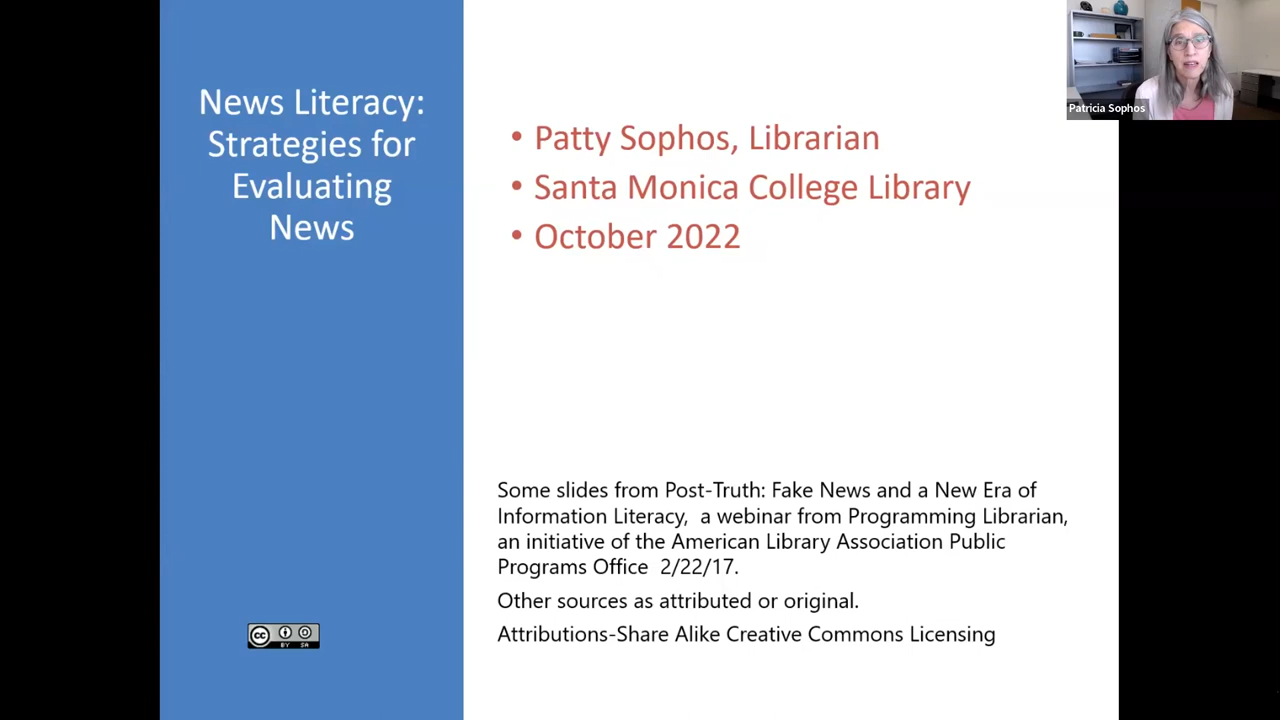 News Literacy:
Strategies for
Evaluating
News
• Patty Sophos, Librarian
• Santa Monica College Library
• October 2022
Some slides from Post-Truth: Fake News and a New Era of
Information Literacy,  a webinar from Programming Librarian,
an initiative of the American Library Association Public
Programs Office  2/22/17.
Other sources as attributed or original.
Attributions-Share Alike Creative Commons Licensing
cc
BY SA
Patricia Sophos